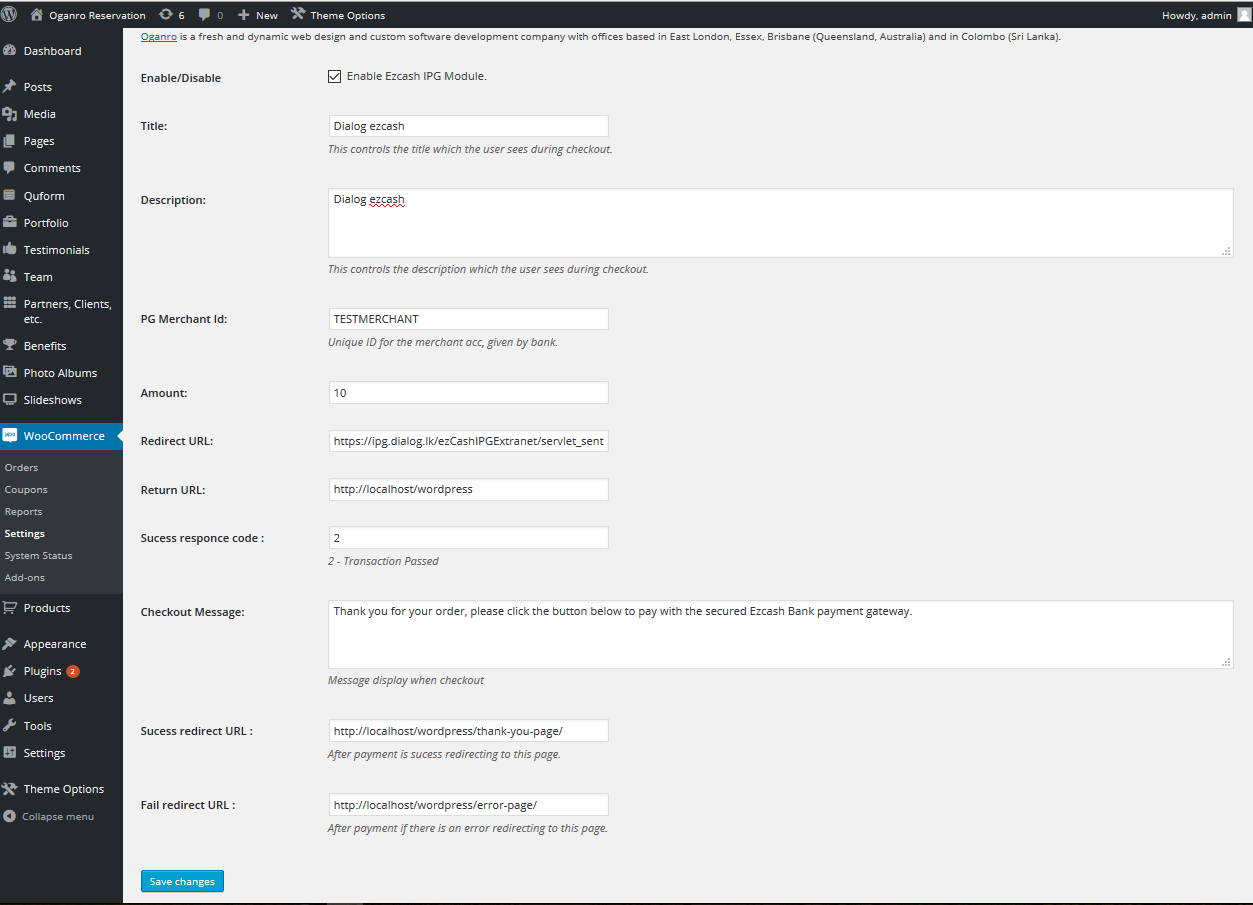 Oganro Reservation 6 0 New Theme Options Howdy, admin
Dashboard
Posts
Media
Pages
Comments
Quform
Portfolio
Testimonials
Team
Partners, Clients,
etc.
Benefits
Photo Albums
Slideshows
Woo WooCommerce
Orders
Coupons
Reports
Settings
System Status
Add-ons
Products
Appearance
Plugins 2
Users
Tools
Settings
Theme Options
Collapse menu
Oganro is a fresh and dynamic web design and custom software development company with offices based in East London, Essex, Brisbane (Queensland, Australia) and in Colombo (Sri Lanka).
Enable/Disable Enable Ezcash IPG Module.
Title: Dialog ezcash
This controls the title which the user sees during checkout.
Description: Dialog ezcash
This controls the description which the user sees during checkout.
PG Merchant Id: TESTMERCHANT
Unique ID for the merchant acc, given by bank.
Amount: 10
Redirect URL: https://ipg.dialog.lk/ezCashIPGExtranet/servlet_sent
Return URL: http://localhost/wordpress
Sucess responce code : 2
2 - Transaction Passed
Checkout Message: Thank you for your order, please click the button below to pay with the secured Ezcash Bank payment gateway.
Message display when checkout
Sucess redirect URL : http://localhost/wordpress/thank-you-page/
After payment is sucess redirecting to this page.
Fail redirect URL : http://localhost/wordpress/error-page/
After payment if there is an error redirecting to this page.
Save changes